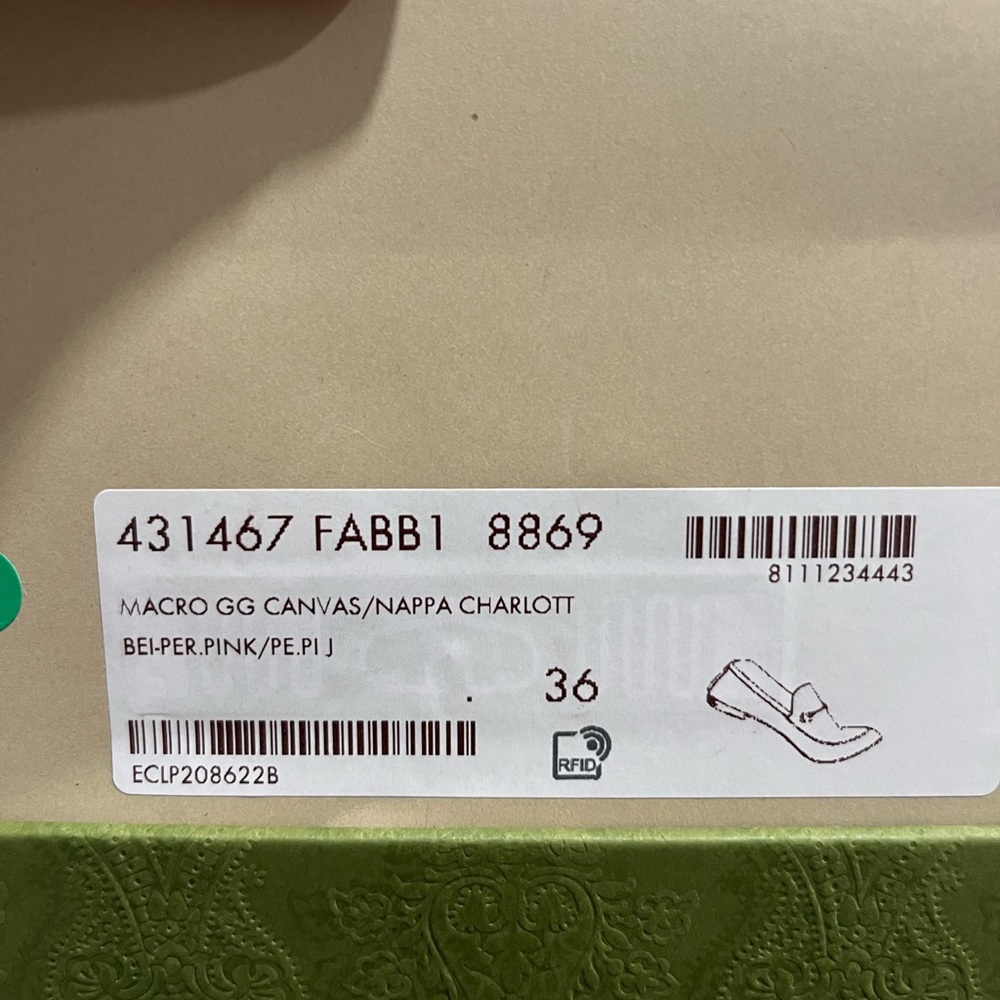 431467 FABB1 8869
8111234443
MACRO GG CANVAS/NAPPA CHARLOTT
BEI-PER.PINK/PE.PI J
. 36
RFID
ECLP208622B